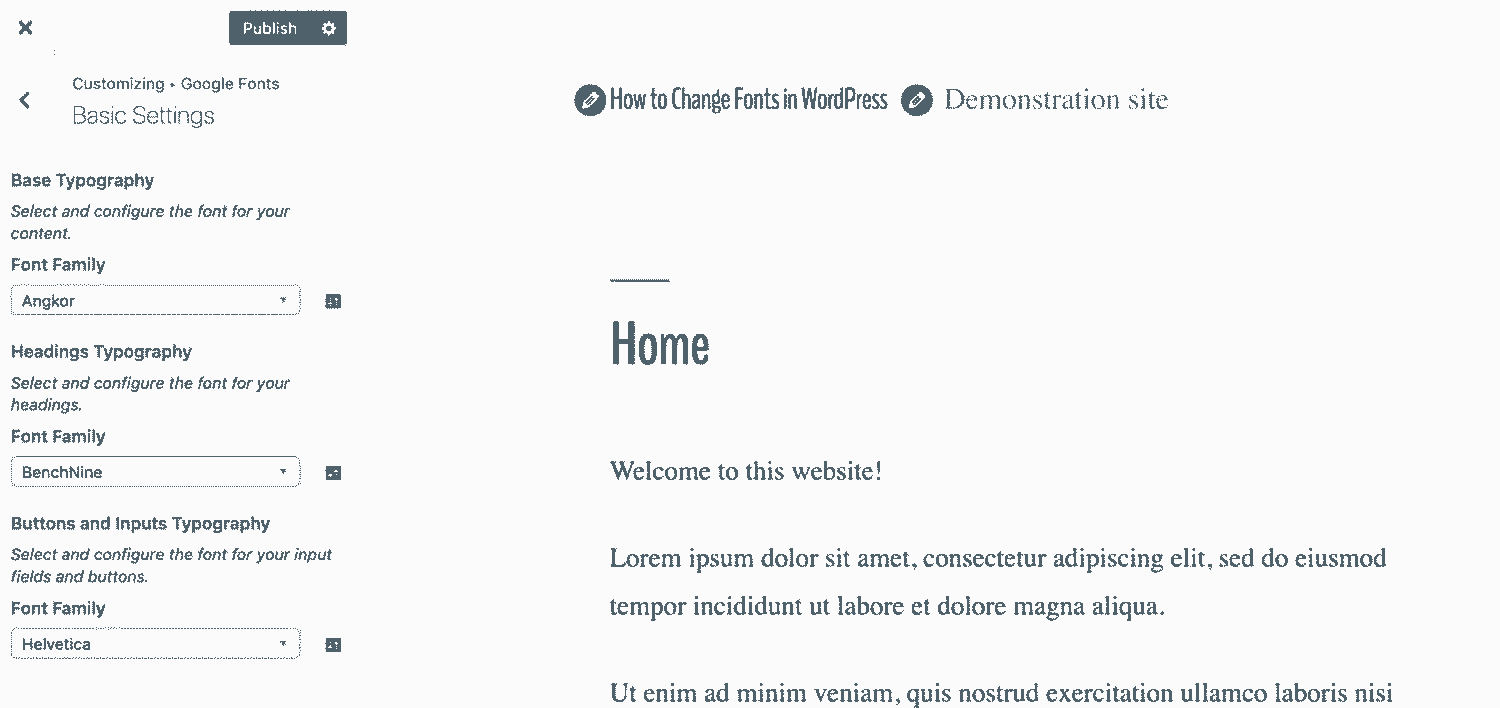 Publish
Customizing • Google Fonts
Basic Settings
How to Change Fonts in WordPress
Demonstration site
Base Typography
Select and configure the font for your
content.
Font Family
Angkor
Headings Typography
Select and configure the font for your
headings.
Font Family
BenchNine
Buttons and Inputs Typography
Select and configure the font for your input
fields and buttons.
Font Family
Helvetica
Home
Welcome to this website!
Lorem ipsum dolor sit amet, consectetur adipiscing elit, sed do eiusmod
tempor incididunt ut labore et dolore magna aliqua.
Ut enim ad minim veniam, quis nostrud exercitation ullamco laboris nisi